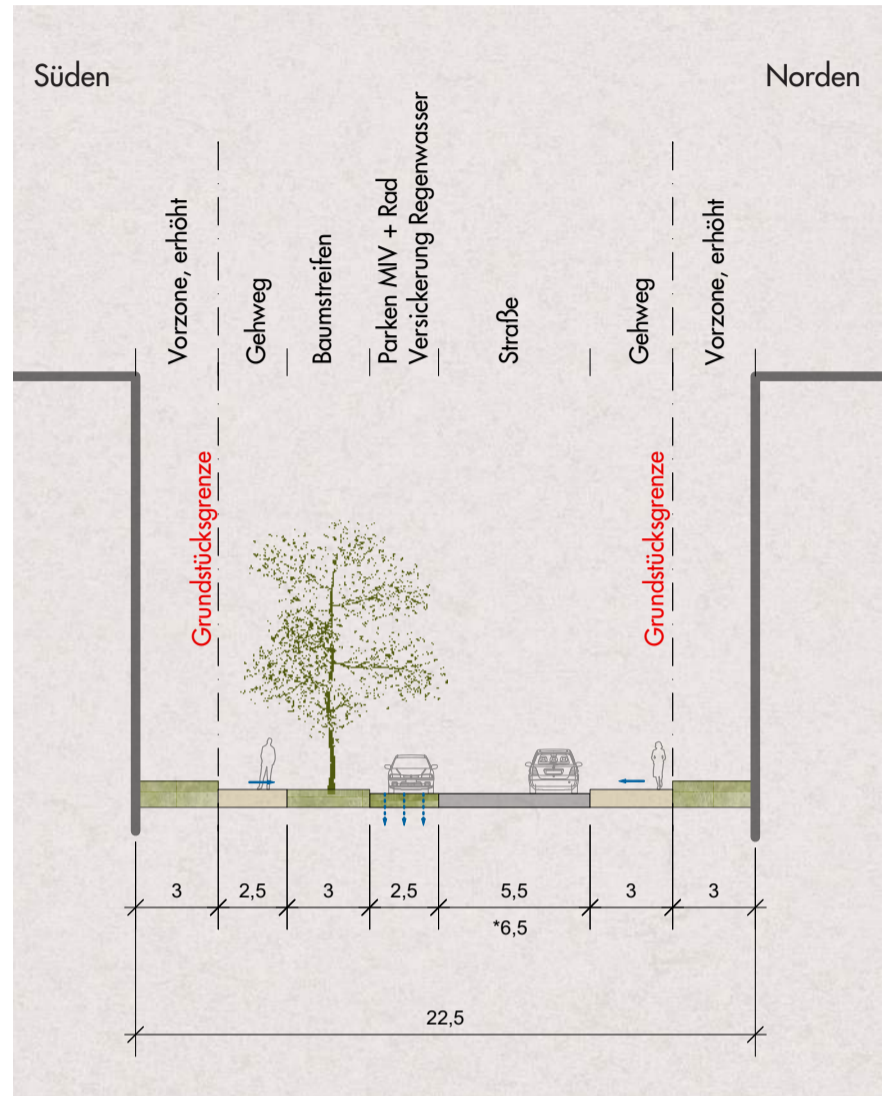 Süden
Norden
Vorzone, erhöht
Gehweg
Baumstreifen
Parken MIV + Rad
Versickerung Regenwasser
Straße
Gehweg
Vorzone, erhöht
Grundstücksgrenze
Grundstücksgrenze
3
2,5
3
2,5
5,5
3
3
*6,5
22,5